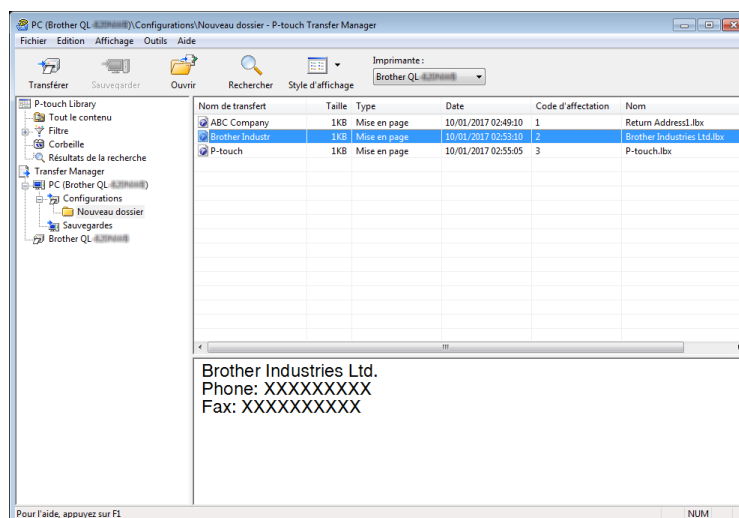 PC (Brother QL-)\Configurations\Nouveau dossier - P-touch Transfer Manager
Fichier Edition Affichage Outils Aide
Transférer Sauvegarder Ouvrir Rechercher Style d'affichage
Imprimante :
Brother QL-
P-touch Library
Tout le contenu
Filtre
Corbeille
Résultats de la recherche
Transfer Manager
PC (Brother QL-)
Configurations
Nouveau dossier
Sauvegardes
Brother QL-
Nom de transfert Taille Type Date Code d'affectation Nom
ABC Company 1KB Mise en page 10/01/2017 02:49:10 1 Return Address1.lbx
Brother Industr 1KB Mise en page 10/01/2017 02:53:10 2 Brother Industries Ltd.lbx
P-touch 1KB Mise en page 10/01/2017 02:55:05 3 P-touch.lbx
Brother Industries Ltd.
Phone: XXXXXXXXX
Fax: XXXXXXXXXX
Pour l'aide, appuyez sur F1
NUM